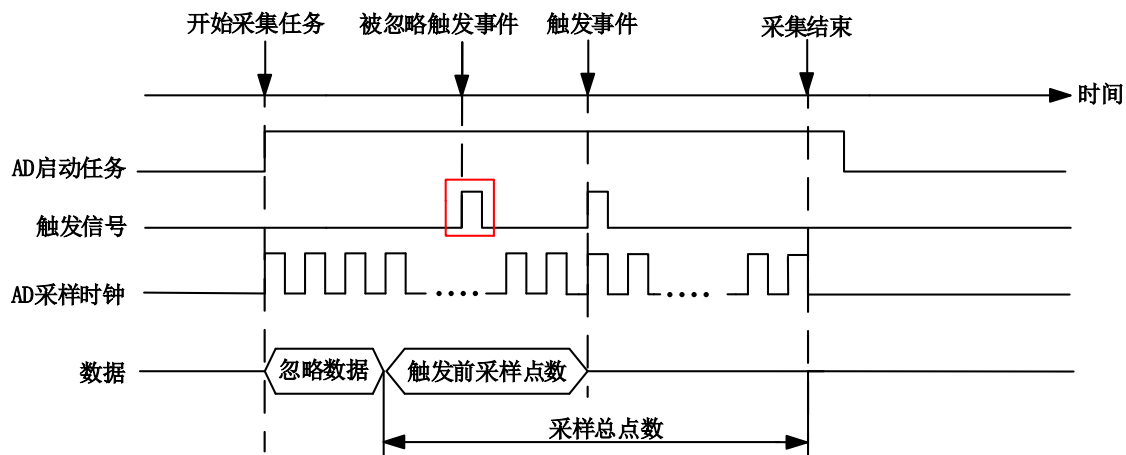 开始采集任务 被忽略触发事件 触发事件 采集结束
时间
AD启动任务
触发信号
AD采样时钟
数据 忽略数据 触发前采样点数
采样总点数